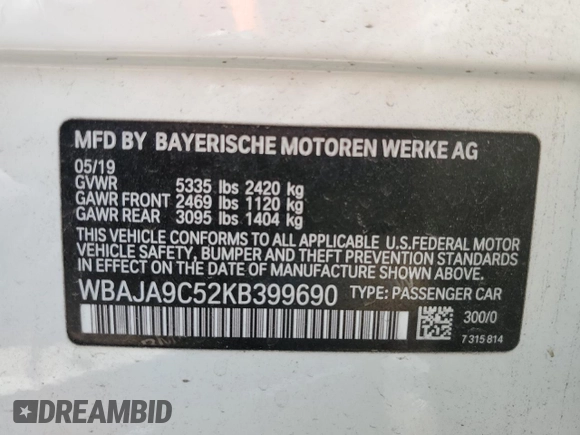 MFD BY BAYERISCHE MOTOREN WERKE AG
05/19
GVWR 5335 lbs 2420 kg
GAWR FRONT 2469 lbs 1120 kg
GAWR REAR 3095 lbs 1404 kg
THIS VEHICLE CONFORMS TO ALL APPLICABLE U.S.FEDERAL MOTOR
VEHICLE SAFETY, BUMPER AND THEFT PREVENTION STANDARDS
IN EFFECT ON THE DATE OF MANUFACTURE SHOWN ABOVE.
WBAJA9C52KB399690 TYPE: PASSENGER CAR
300/0
7 315 814
DREAMBID